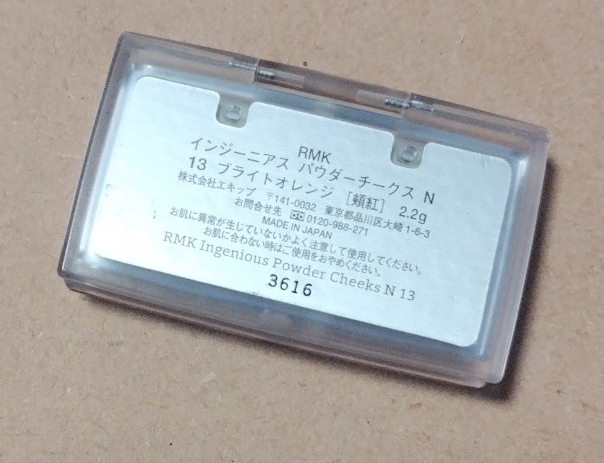 RMK
インジーニアス パウダーチークス N
13 ブライトオレンジ [頬紅] 2.2g
株式会社エキップ 〒141-0032 東京都品川区大崎1-6-3
お問合せ先 0120-988-271
MADE IN JAPAN
お肌に異常が生じていないかよく注意して使用してください。
お肌に合わない時はご使用をおやめください。
RMK Ingenious Powder Cheeks N 13
3616